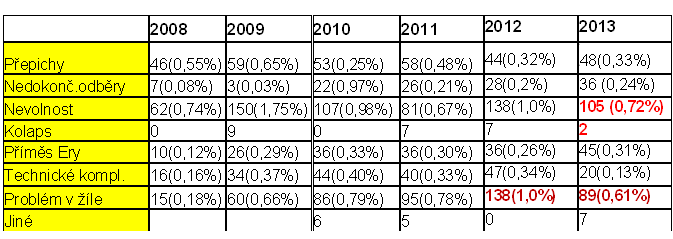 2008 2009 2010 2011 2012 2013
Přepichy 46(0,55%) 59(0,65%) 53(0,25%) 58(0,48%) 44(0,32%) 48(0,33%)
Nedokonč.odběry 7(0,08%) 3(0,03%) 22(0,97%) 26(0,21%) 28(0,2%) 36 (0,24%)
Nevolnost 62(0,74%) 150(1,75%) 107(0,98%) 81(0,67%) 138(1,0%) 105 (0,72%)
Kolaps 0 9 0 7 7 2
Příměs Ery 10(0,12%) 26(0,29%) 36(0,33%) 36(0,30%) 36(0,26%) 45(0,31%)
Technické kompl. 16(0,16%) 34(0,37%) 44(0,40%) 40(0,33%) 47(0,34%) 20(0,13%)
Problém v žíle 15(0,18%) 60(0,66%) 86(0,79%) 95(0,78%) 138(1,0%) 89(0,61%)
Jiné 6 5 0 7